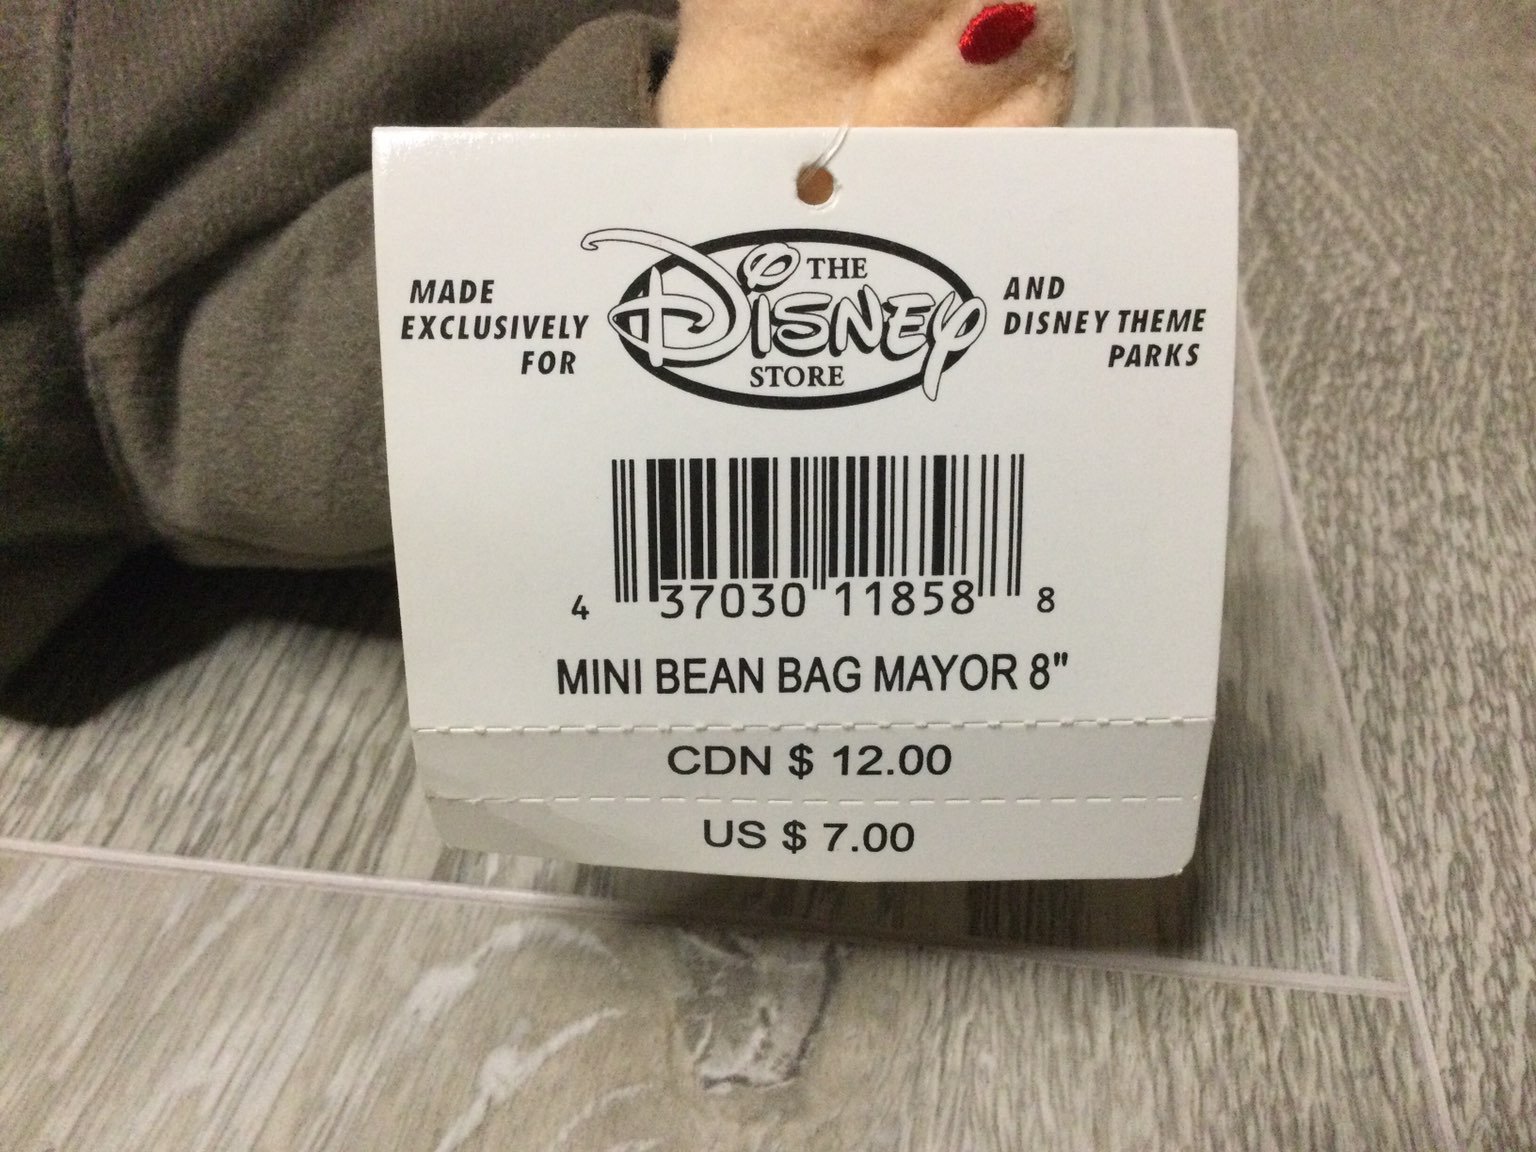 MADE
EXCLUSIVELY
FOR
THE
DISNEY
STORE
AND
DISNEY THEME
PARKS
4 37030 11858 8
MINI BEAN BAG MAYOR 8"
CDN $ 12.00
US $ 7.00